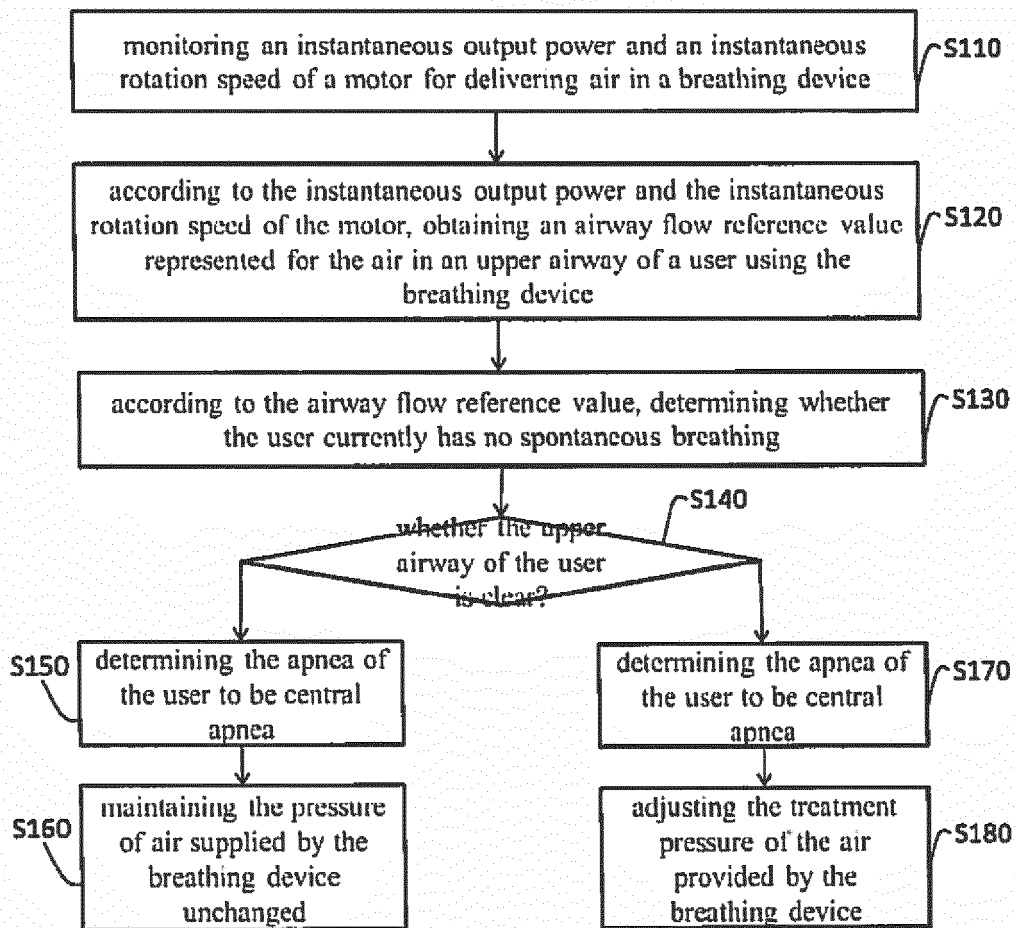 monitoring an instantaneous output power and an instantaneous
rotation speed of a motor for delivering air in a breathing device
S110
according to the instantaneous output power and the instantaneous
rotation speed of the motor, obtaining an airway flow reference value
represented for the air in an upper airway of a user using the
breathing device
S120
according to the airway flow reference value, determining whether
the user currently has no spontaneous breathing
S130
whether the upper
airway of the user
is clear?
S140
S150
determining the apnea of
the user to be central
apnea
determining the apnea of
the user to be central
apnea
S170
S160
maintaining the pressure
of air supplied by the
breathing device
unchanged
adjusting the treatment
pressure of the air
provided by the
breathing device
S180